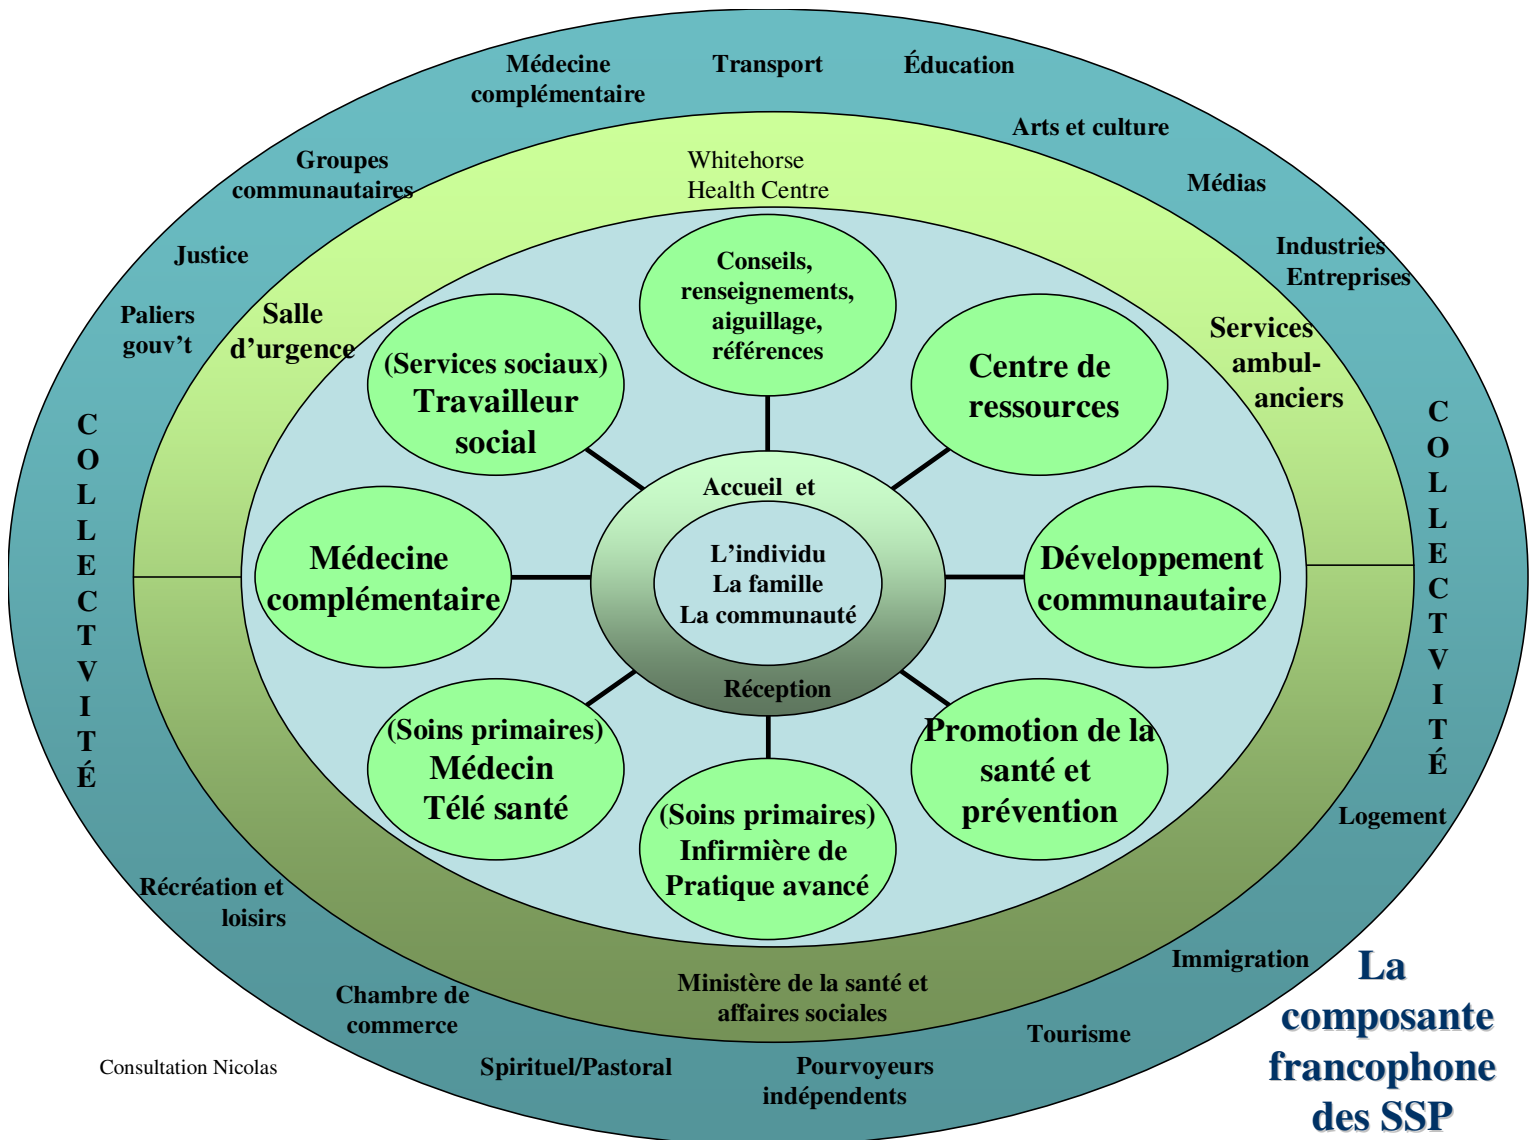 Médecine
complémentaire
Transport
Éducation
Arts et culture
Médias
Industries
Entreprises
Groupes
communautaires
Justice
Paliers
gouv't
Whitehorse
Health Centre
Salle
d'urgence
Services
ambul-
anciers
C
O
L
L
E
C
T
V
I
T
É
C
O
L
L
E
C
T
V
I
T
É
Conseils,
renseignements,
aiguillage,
références
(Services sociaux)
Travailleur
social
Centre de
ressources
Accueil et
L'individu
La famille
La communauté
Réception
Médecine
complémentaire
Développement
communautaire
(Soins primaires)
Médecin
Télé santé
(Soins primaires)
Infirmière de
Pratique avancé
Promotion de la
santé et
prévention
Logement
Récréation et
loisirs
Immigration
Ministère de la santé et
affaires sociales
Chambre de
commerce
Tourisme
Spirituel/Pastoral
Pourvoyeurs
indépendents
Consultation Nicolas
La
composante
francophone
des SSP